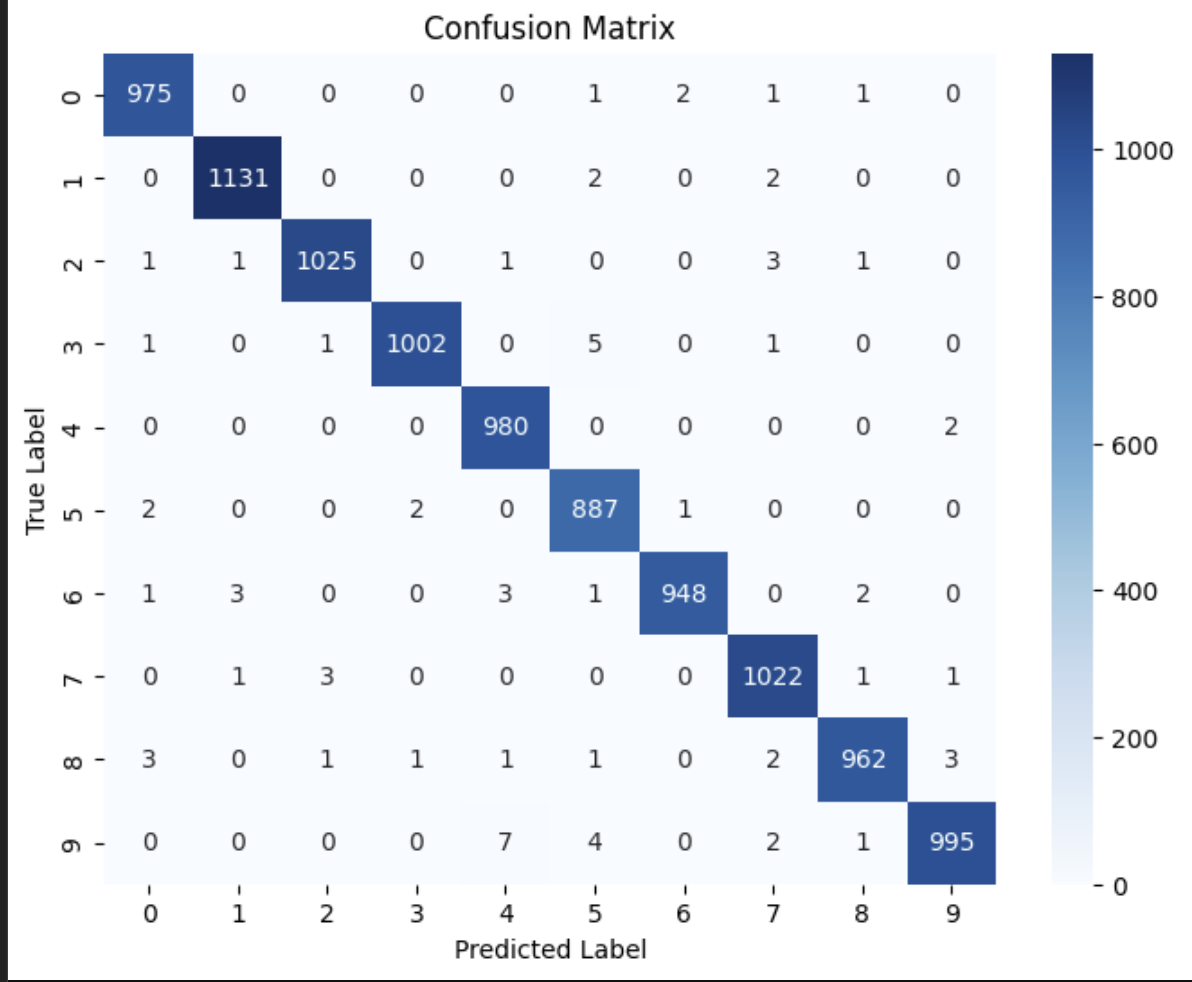 Confusion Matrix
0 975 0 0 0 0 1 2 1 1 0
1 0 1131 0 0 0 2 0 2 0 0
2 1 1 1025 0 1 0 0 3 1 0
3 1 0 1 1002 0 5 0 1 0 0
4 0 0 0 0 980 0 0 0 0 2
5 2 0 0 2 0 887 1 0 0 0
6 1 3 0 0 3 1 948 0 2 0
7 0 1 3 0 0 0 0 1022 1 1
8 3 0 1 1 1 1 0 2 962 3
9 0 0 0 0 7 4 0 2 1 995
0 1 2 3 4 5 6 7 8 9
Predicted Label
True Label
1000
800
600
400
200
0